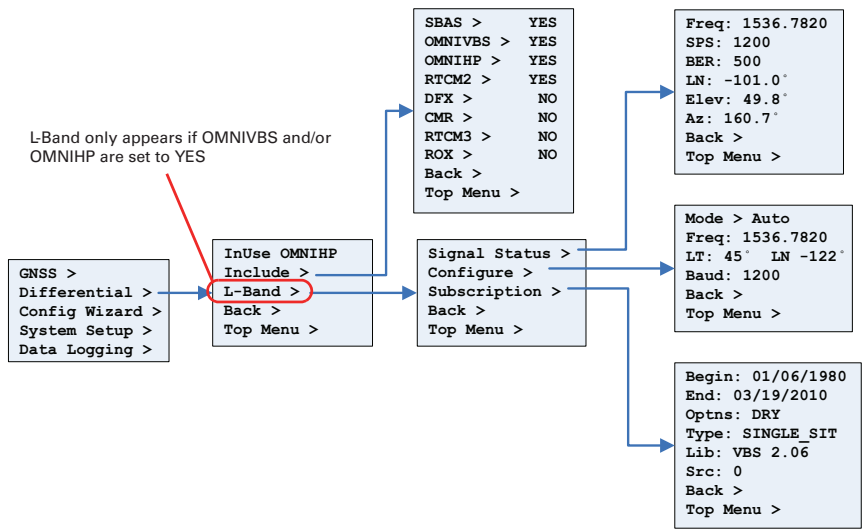 L-Band only appears if OMNIVBS and/or
OMNIHP are set to YES
GNSS >
Differential >
Config Wizard >
System Setup >
Data Logging >
InUse OMNIHP
Include >
L-Band >
Back >
Top Menu >
SBAS > YES
OMNIVBS > YES
OMNIHP > YES
RTCM2 > YES
DFX > NO
CMR > NO
RTCM3 > NO
ROX > NO
Back >
Top Menu >
Signal Status >
Configure >
Subscription >
Back >
Top Menu >
Freq: 1536.7820
SPS: 1200
BER: 500
LN: -101.0°
Elev: 49.8°
Az: 160.7°
Back >
Top Menu >
Mode > Auto
Freq: 1536.7820
LT: 45° LN -122°
Baud: 1200
Back >
Top Menu >
Begin: 01/06/1980
End: 03/19/2010
Optns: DRY
Type: SINGLE_SIT
Lib: VBS 2.06
Src: 0
Back >
Top Menu >